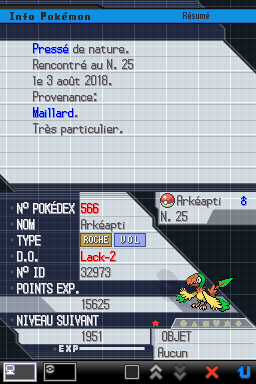 Info Pokémon
Résumé
Pressé de nature.
Rencontré au N. 25
le 3 août 2018.
Provenance:
Maillard.
Très particulier.
Arkéapti ♂
N. 25
N° POKÉDEX 566
NOM Arkéapti
TYPE ROCHE VOL
D.O. Lack-2
N° ID 32973
POINTS EXP.
15625
NIVEAU SUIVANT
1951
EXP
OBJET
Aucun